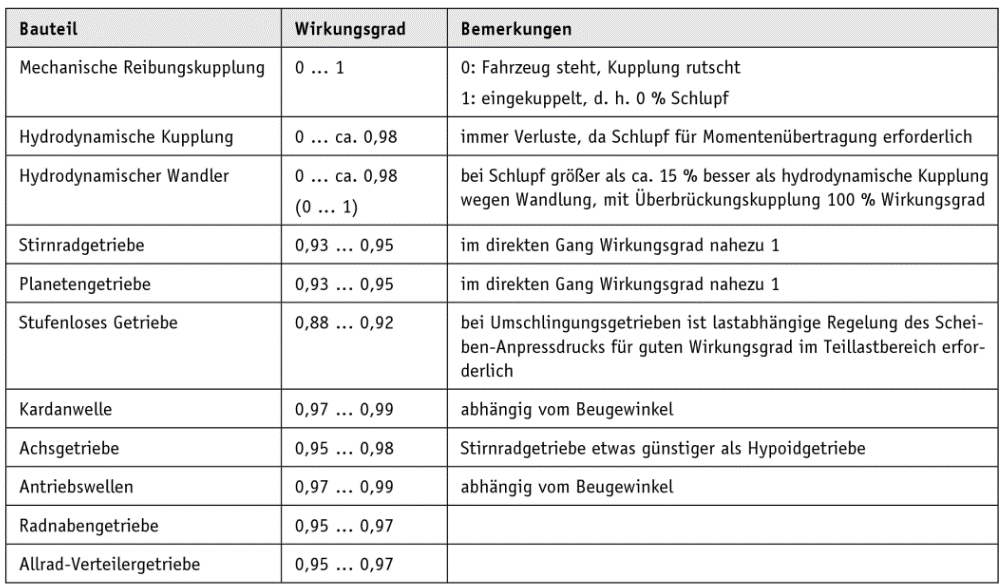 Bauteil Wirkungsgrad Bemerkungen
Mechanische Reibungskupplung 0 ... 1 0: Fahrzeug steht, Kupplung rutscht
1: eingekuppelt, d. h. 0 % Schlupf
Hydrodynamische Kupplung 0 ... ca. 0,98 immer Verluste, da Schlupf für Momentenübertragung erforderlich
Hydrodynamischer Wandler 0 ... ca. 0,98 bei Schlupf größer als ca. 15 % besser als hydrodynamische Kupplung
(0 ... 1) wegen Wandlung, mit Überbrückungskupplung 100 % Wirkungsgrad
Stirnradgetriebe 0,93 ... 0,95 im direkten Gang Wirkungsgrad nahezu 1
Planetengetriebe 0,93 ... 0,95 im direkten Gang Wirkungsgrad nahezu 1
Stufenloses Getriebe 0,88 ... 0,92 bei Umschlingungsgetrieben ist lastabhängige Regelung des Schei-
ben-Anpressdrucks für guten Wirkungsgrad im Teillastbereich erfor-
derlich
Kardanwelle 0,97 ... 0,99 abhängig vom Beugewinkel
Achsgetriebe 0,95 ... 0,98 Stirnradgetriebe etwas günstiger als Hypoidgetriebe
Antriebswellen 0,97 ... 0,99 abhängig vom Beugewinkel
Radnabengetriebe 0,95 ... 0,97
Allrad-Verteilergetriebe 0,95 ... 0,97